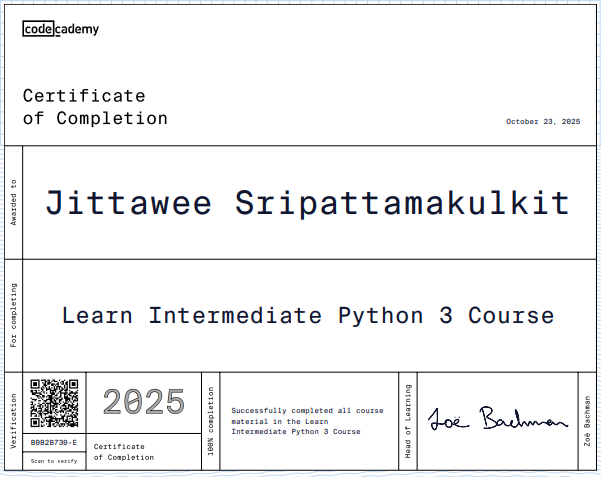 codecademy
Certificate
of Completion
October 23, 2025
Awarded to
Jittawee Sripattamakulkit
For completing
Learn Intermediate Python 3 Course
Verification
B0B2B730-E
Scan to verify
2025
Certificate
of Completion
100% completion
Successfully completed all course
material in the Learn
Intermediate Python 3 Course
Head of Learning
Zoë Bachman
Zoë Bachman